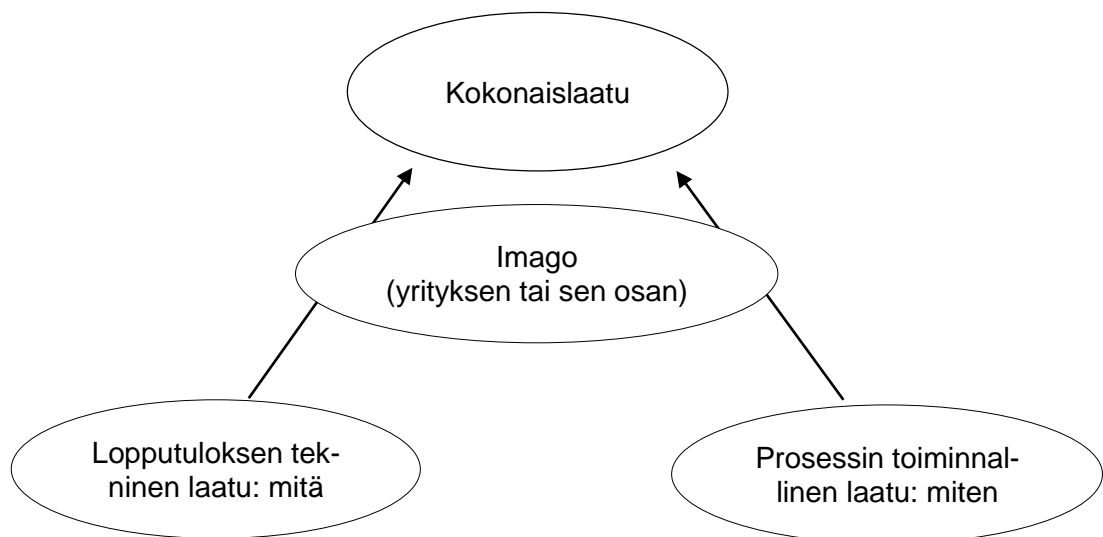 Kokonaislaatu
Imago
(yrityksen tai sen osan)
Lopputuloksen tek-
ninen laatu: mitä
Prosessin toiminnal-
linen laatu: miten